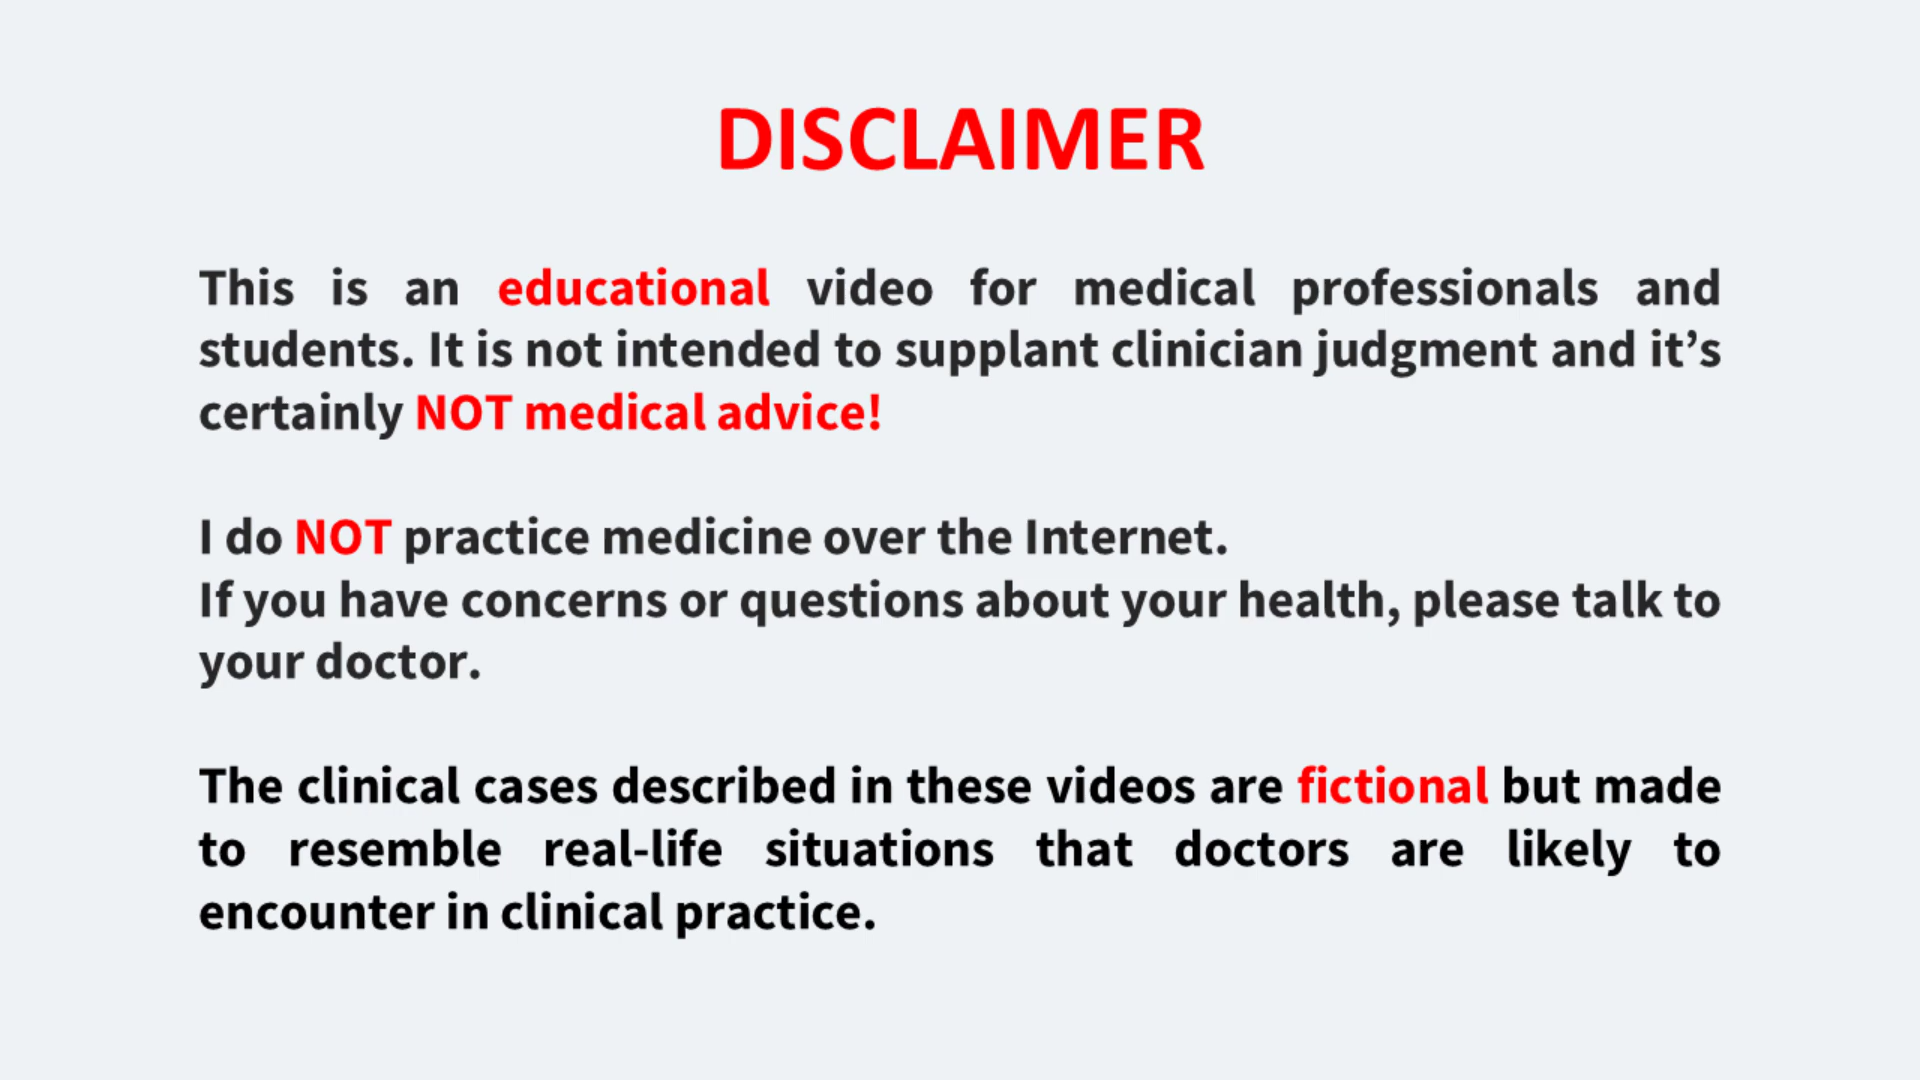 DISCLAIMER
This is an educational video for medical professionals and
students. It is not intended to supplant clinician judgment and it’s
certainly NOT medical advice!
I do NOT practice medicine over the Internet.
If you have concerns or questions about your health, please talk to
your doctor.
The clinical cases described in these videos are fictional but made
to resemble real-life situations that doctors are likely to
encounter in clinical practice.